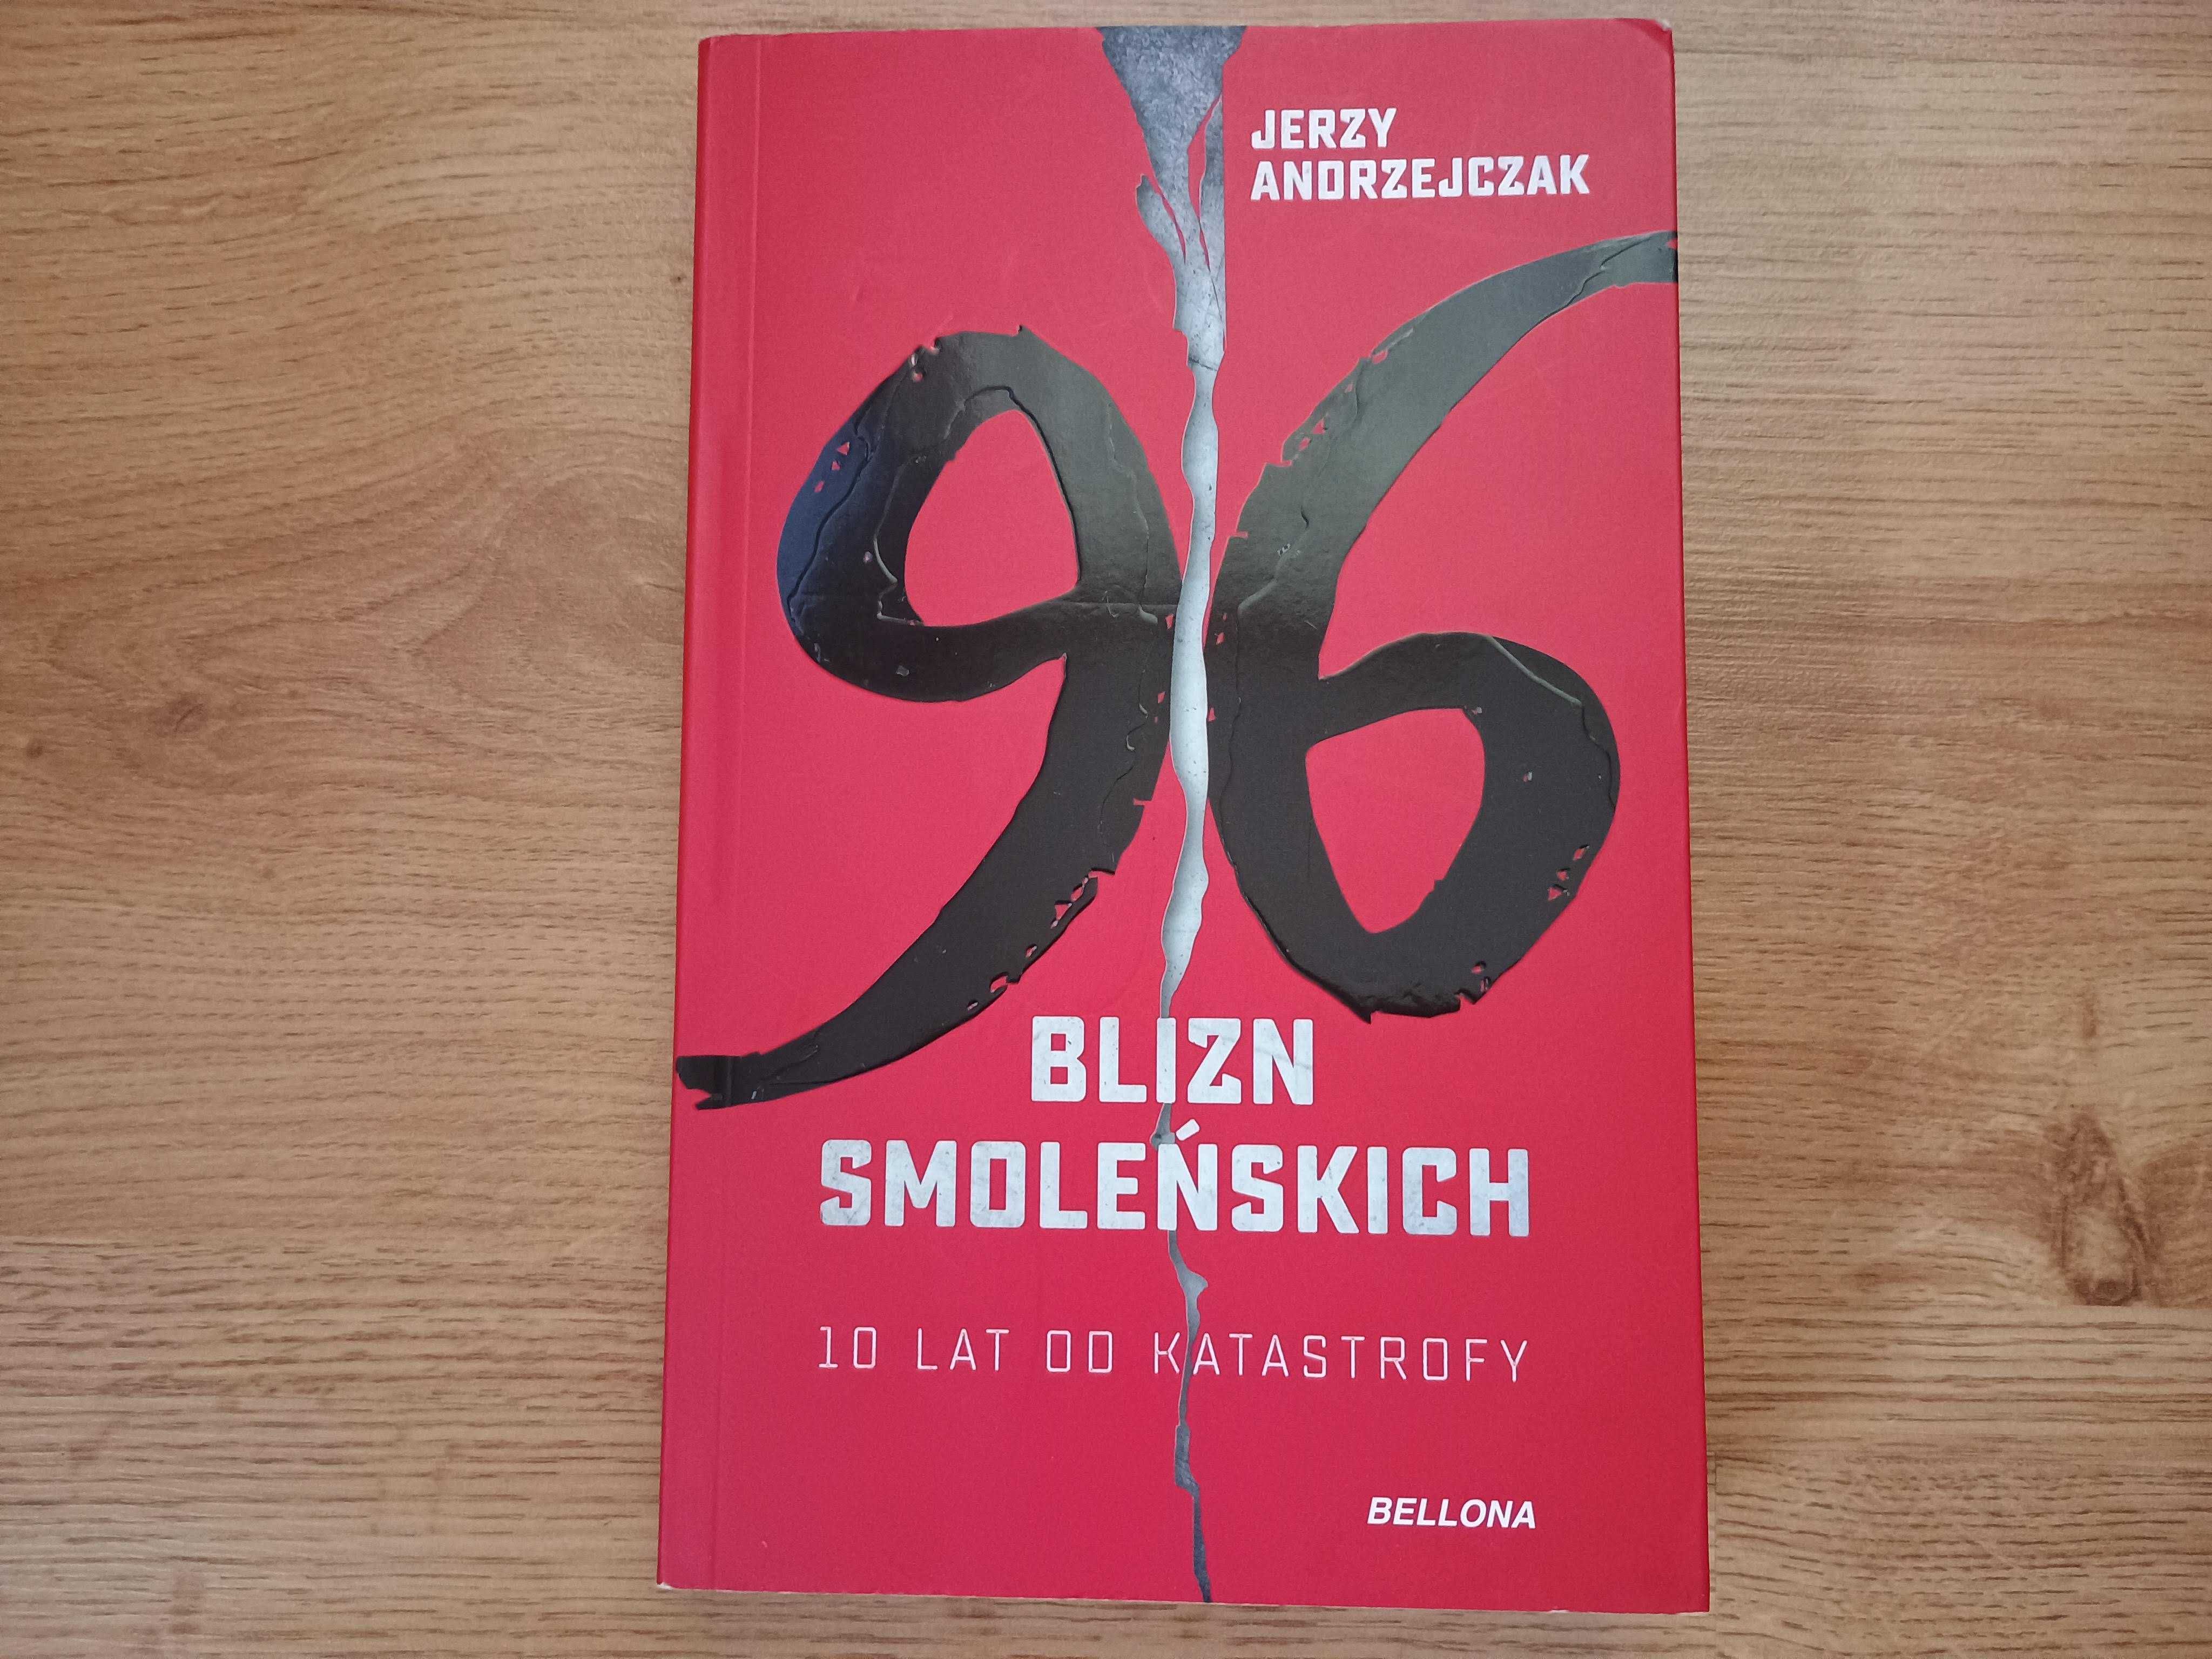 JERZY
ANDRZEJCZAK
96
BLIZN
SMOLEŃSKICH
10 LAT OD KATASTROFY
BELLONA